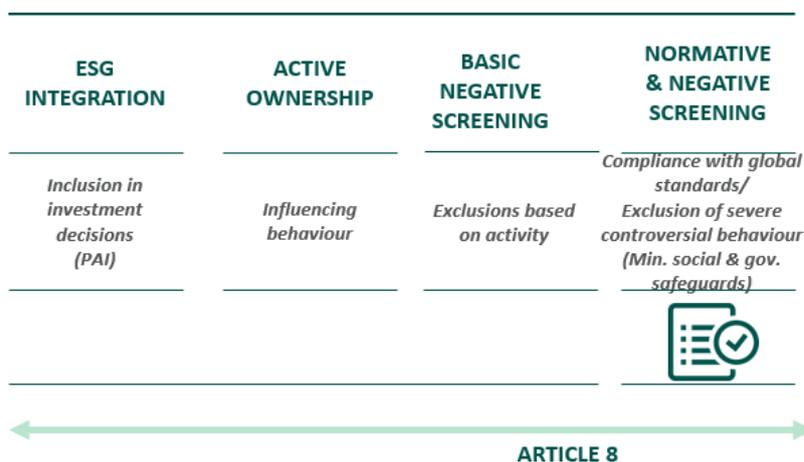 ESG
INTEGRATION
ACTIVE
OWNERSHIP
BASIC
NEGATIVE
SCREENING
NORMATIVE
& NEGATIVE
SCREENING
Inclusion in
investment
decisions
(PAI)
Influencing
behaviour
Exclusions based
on activity
Compliance with global
standards/
Exclusion of severe
controversial behaviour
(Min. social & gov.
safeguards)
ARTICLE 8